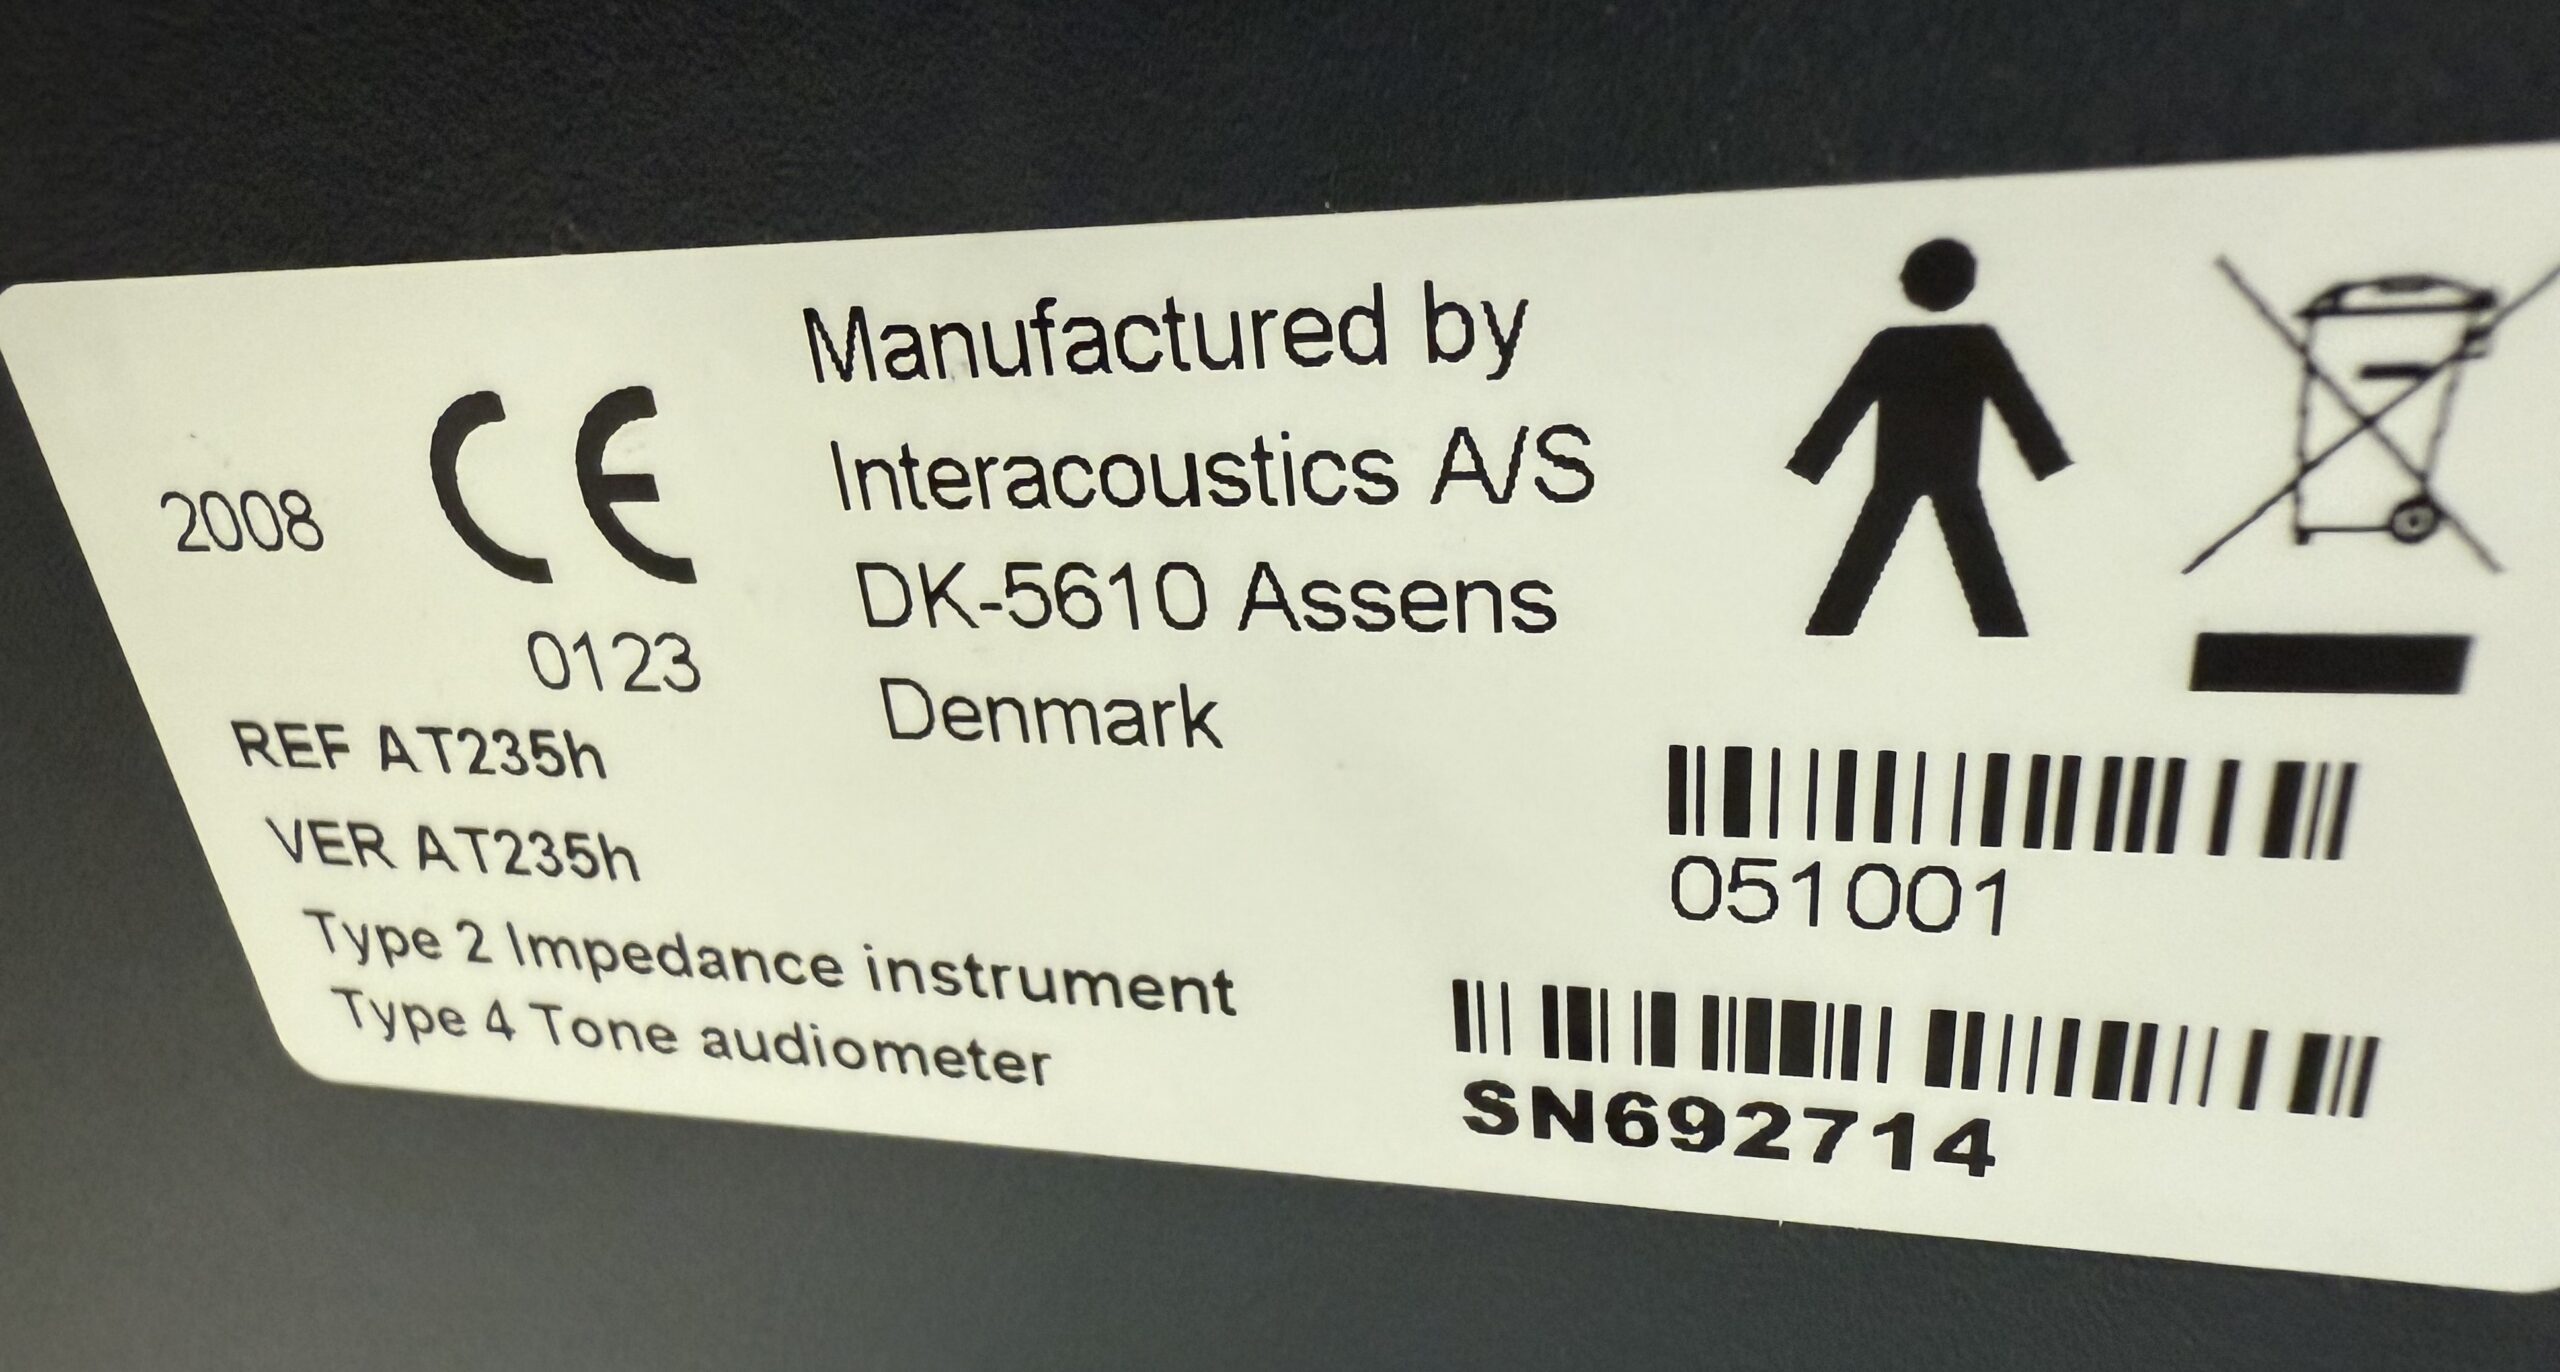 2008
CE
0123
Manufactured by
Interacoustics A/S
DK-5610 Assens
Denmark
REF AT235h
VER AT235h
Type 2 Impedance instrument
Type 4 Tone audiometer
051001
SN692714